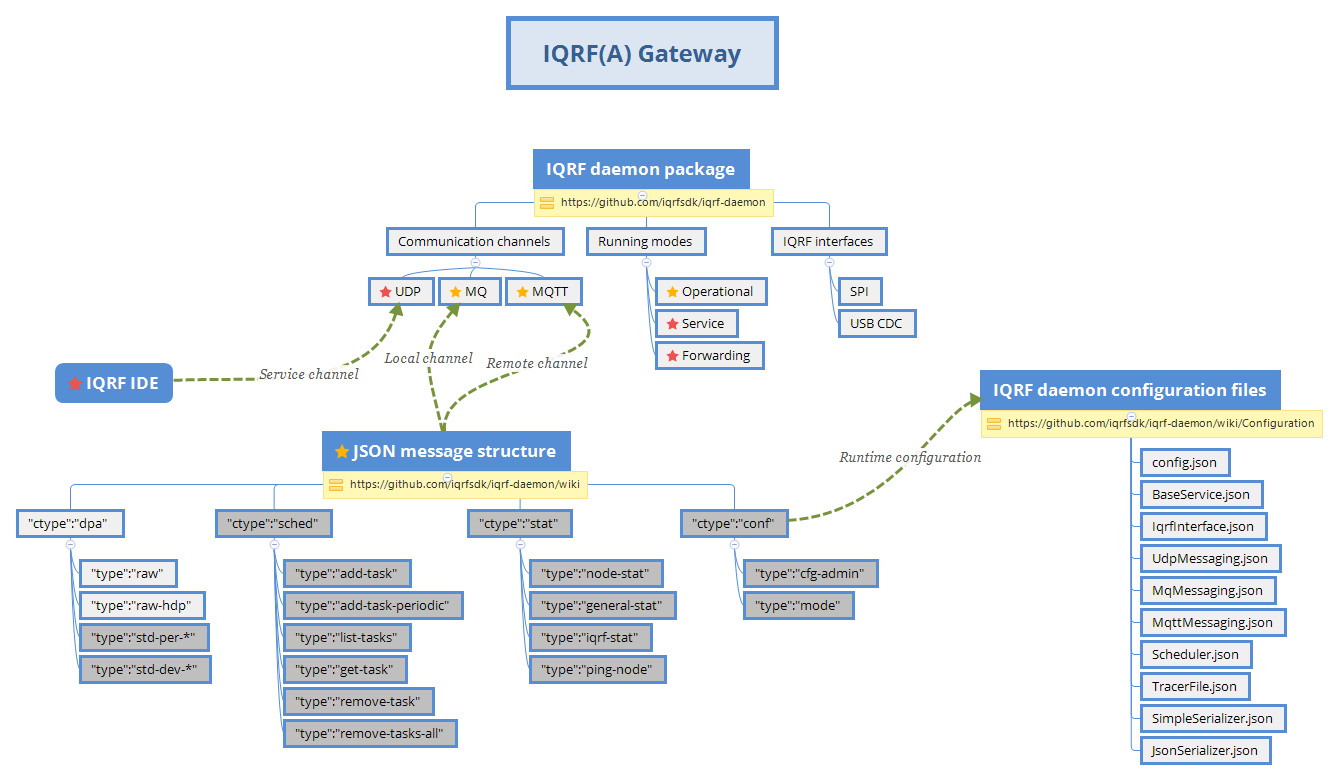 IQRF(A) Gateway
IQRF daemon package
https://github.com/iqrfsdk/iqrf-daemon
Communication channels
Running modes
IQRF interfaces
UDP
MQ
MQTT
Operational
Service
Forwarding
SPI
USB CDC
Service channel
Local channel
Remote channel
IQRF IDE
JSON message structure
https://github.com/iqrfsdk/iqrf-daemon/wiki
"ctype":"dpa"
"type":"raw"
"type":"raw-hdp"
"type":"std-per-*"
"type":"std-dev-*"
"ctype":"sched"
"type":"add-task"
"type":"add-task-periodic"
"type":"list-tasks"
"type":"get-task"
"type":"remove-task"
"type":"remove-tasks-all"
"ctype":"stat"
"type":"node-stat"
"type":"general-stat"
"type":"iqrf-stat"
"type":"ping-node"
"ctype":"conf"
"type":"cfg-admin"
"type":"mode"
Runtime configuration
IQRF daemon configuration files
https://github.com/iqrfsdk/iqrf-daemon/wiki/Configuration
config.json
BaseService.json
IqrfInterface.json
UdpMessaging.json
MqMessaging.json
MqttMessaging.json
Scheduler.json
TracerFile.json
SimpleSerializer.json
JsonSerializer.json